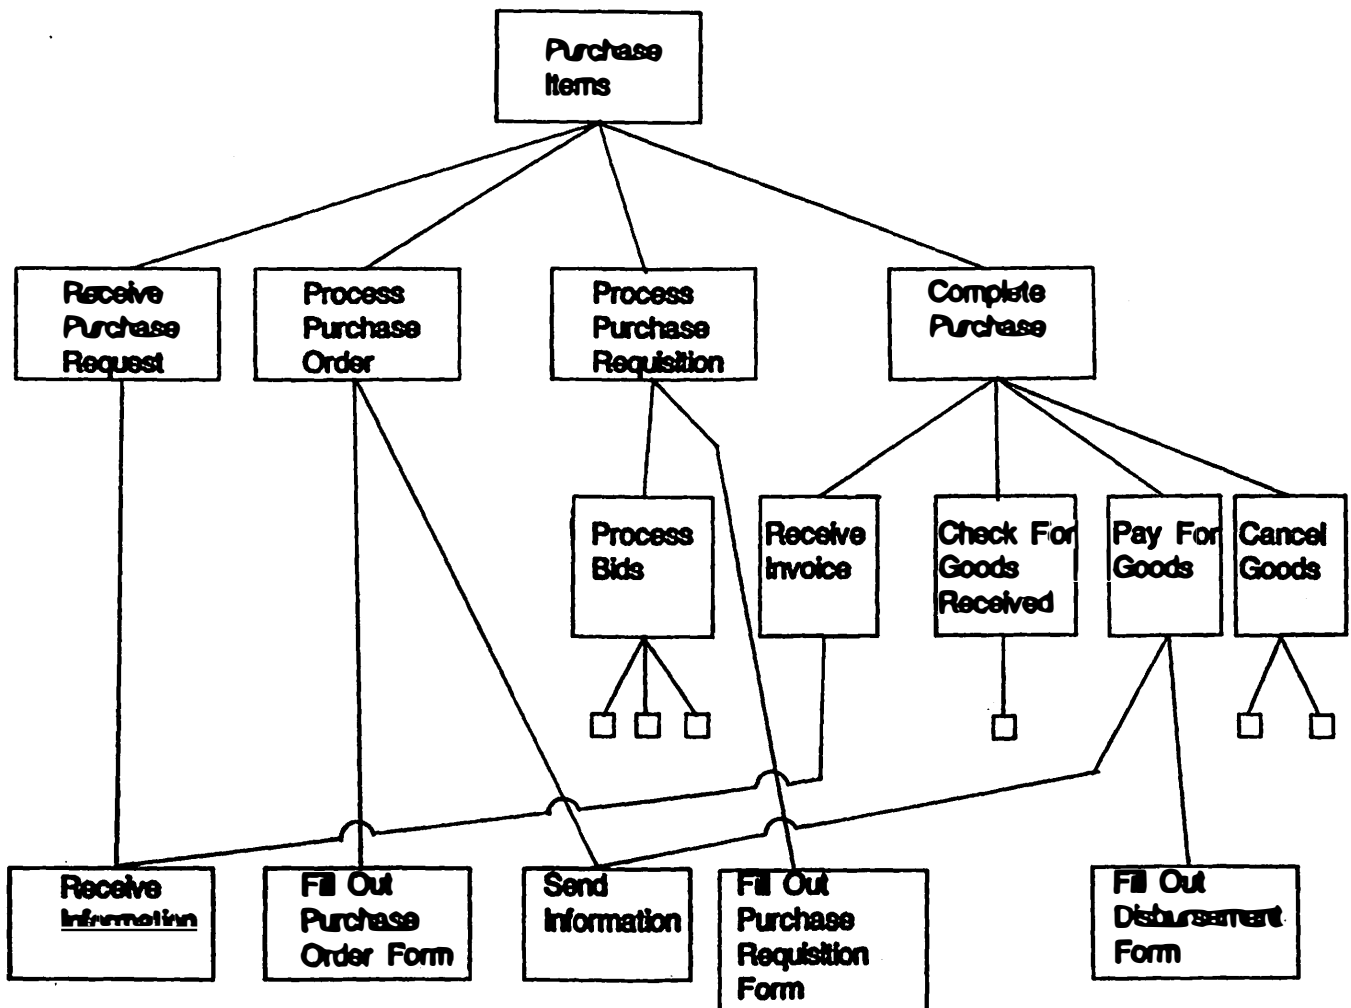 Purchase
Items
Receive
Purchase
Request
Process
Purchase
Order
Process
Purchase
Requisition
Complete
Purchase
Process
Bids
Receive
Invoice
Check For
Goods
Received
Pay For
Goods
Cancel
Goods
Receive
Information
Fill Out
Purchase
Order Form
Send
Information
Fill Out
Purchase
Requisition
Form
Fill Out
Disbursement
Form